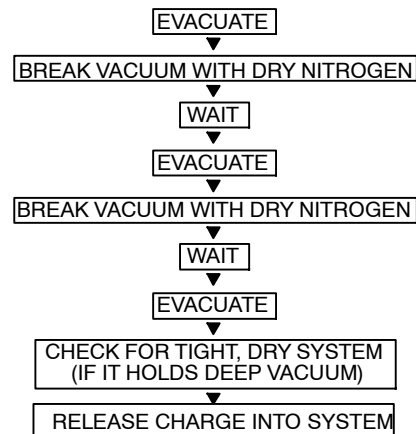 EVACUATE
BREAK VACUUM WITH DRY NITROGEN
WAIT
EVACUATE
BREAK VACUUM WITH DRY NITROGEN
WAIT
EVACUATE
CHECK FOR TIGHT, DRY SYSTEM
(IF IT HOLDS DEEP VACUUM)
RELEASE CHARGE INTO SYSTEM